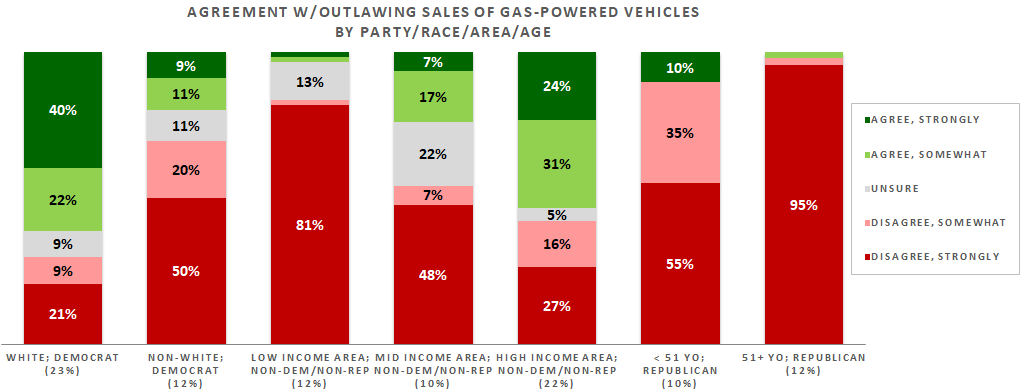 AGREEMENT W/OUTLAWING SALES OF GAS-POWERED VEHICLES
BY PARTY/RACE/AREA/AGE
40%
22%
9%
9%
21%
9%
11%
11%
20%
50%
13%
81%
7%
17%
22%
7%
48%
24%
31%
5%
16%
27%
10%
35%
55%
95%
AGREE, STRONGLY
AGREE, SOMEWHAT
UNSURE
DISAGREE, SOMEWHAT
DISAGREE, STRONGLY
WHITE; DEMOCRAT
(23%)
NON-WHITE;
DEMOCRAT
(12%)
LOW INCOME AREA;
NON-DEM/NON-REP
(12%)
MID INCOME AREA;
NON-DEM/NON-REP
(10%)
HIGH INCOME AREA;
NON-DEM/NON-REP
(22%)
< 51 YO;
REPUBLICAN
(10%)
51+ YO; REPUBLICAN
(12%)